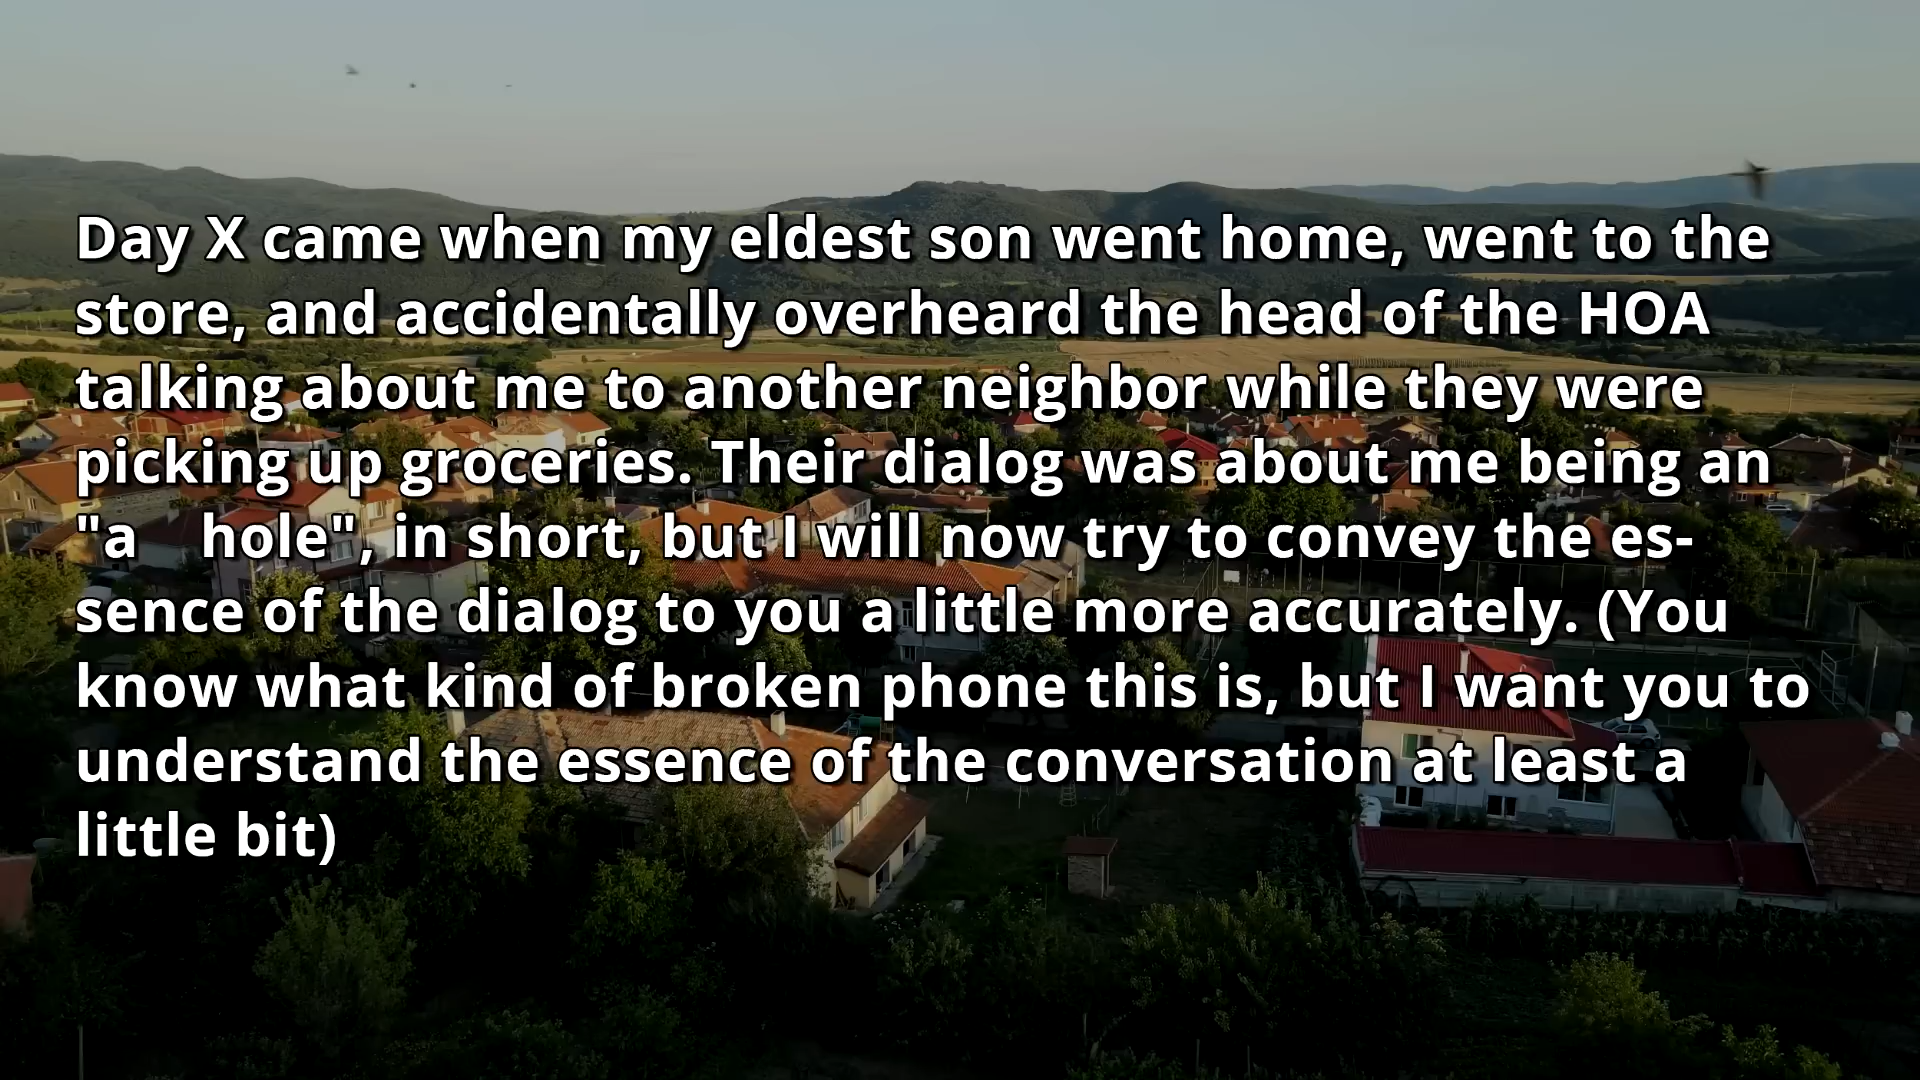 Day X came when my eldest son went home, went to the
store, and accidentally overheard the head of the HOA
talking about me to another neighbor while they were
picking up groceries. Their dialog was about me being an
"a    hole", in short, but I will now try to convey the es-
sence of the dialog to you a little more accurately. (You
know what kind of broken phone this is, but I want you to
understand the essence of the conversation at least a
little bit)